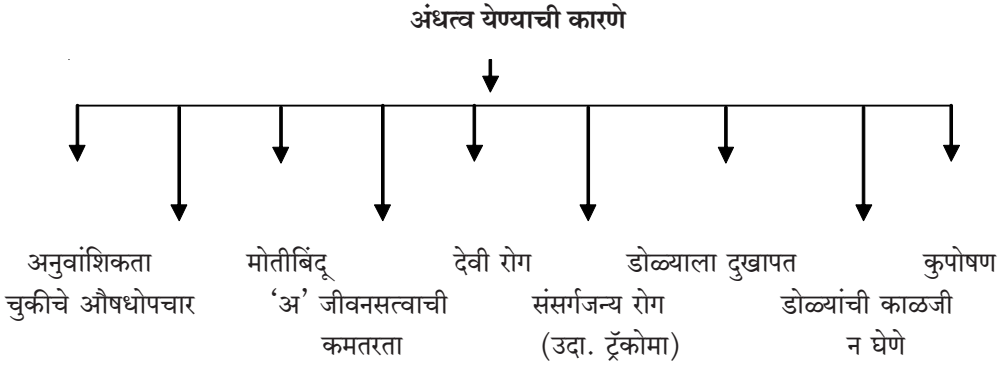 अंधत्व येण्याची कारणे
अनुवांशिकता मोतीबिंदू देवी रोग डोळ्याला दुखापत कुपोषण
चुकीचे औषधोपचार ‘अ’ जीवनसत्वाची संसर्गजन्य रोग डोळ्यांची काळजी
कमतरता (उदा. ट्रॅकोमा) न घेणे